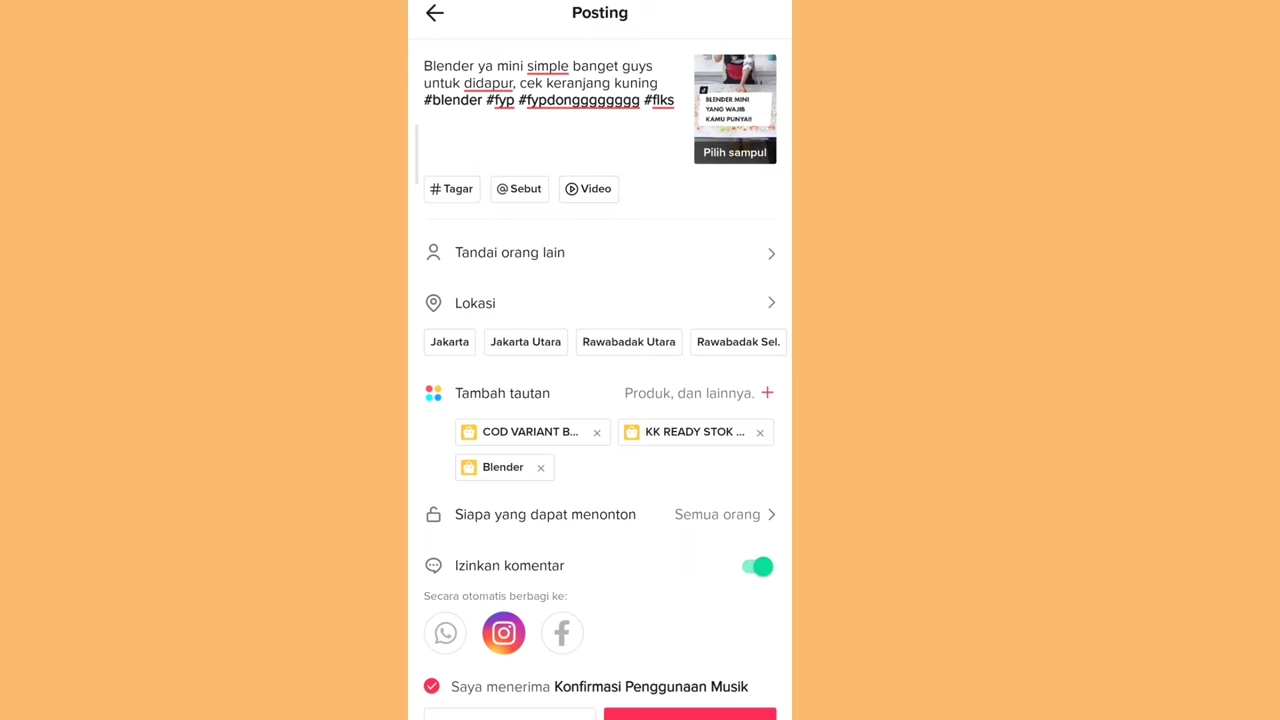 Posting
Blender ya mini simple banget guys
untuk didapur, cek keranjang kuning
#blender #fyp #fypdonggggggggg #flks
BLENDER MINI
YANG WAJIB
KAMU PUNYA!!
Pilih sampul
# Tagar @ Sebut Video
Tandai orang lain
Lokasi
Jakarta Jakarta Utara Rawabadak Utara Rawabadak Sel.
Tambah tautan Produk, dan lainnya. +
COD VARIANT B... × KK READY STOK ... ×
Blender ×
Siapa yang dapat menonton Semua orang
Izinkan komentar
Secara otomatis berbagi ke:
Saya menerima Konfirmasi Penggunaan Musik